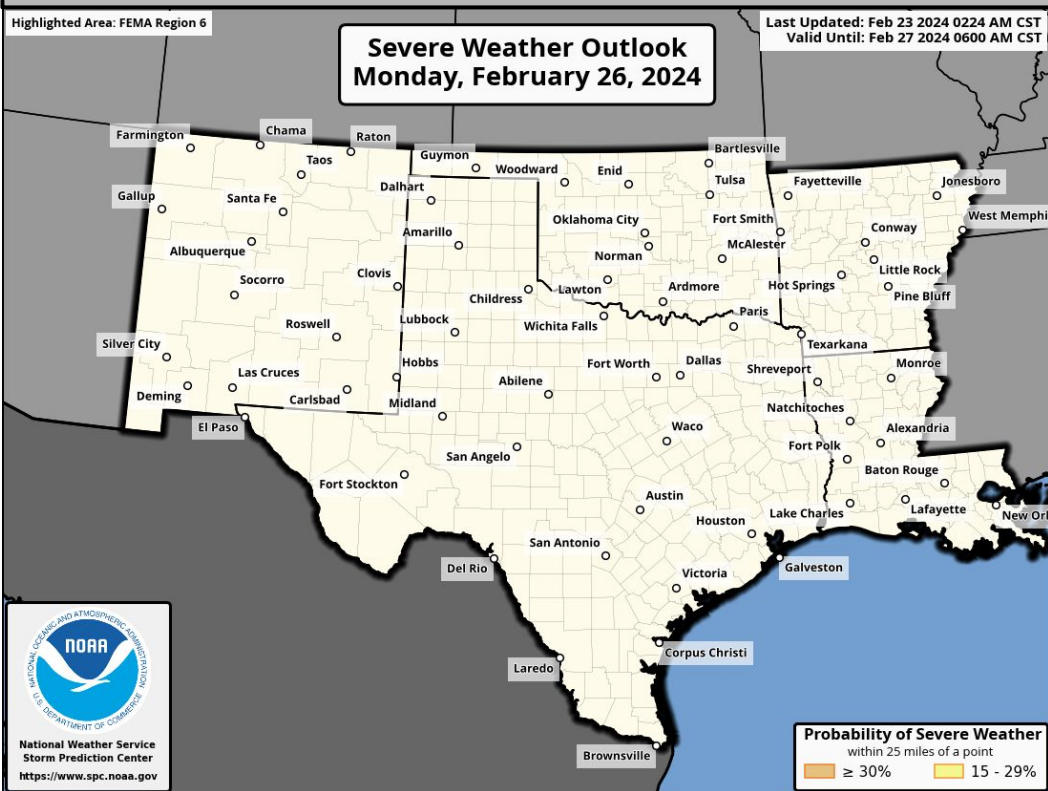 Highlighted Area: FEMA Region 6
Last Updated: Feb 23 2024 0224 AM CST
Valid Until: Feb 27 2024 0600 AM CST
Severe Weather Outlook
Monday, February 26, 2024
Farmington
Chama
Raton
Taos
Guymon
Woodward
Enid
Bartlesville
Tulsa
Fayetteville
Jonesboro
Gallup
Santa Fe
Dalhart
Oklahoma City
Fort Smith
West Memphi
Albuquerque
Amarillo
Norman
McAlester
Conway
Socorro
Clovis
Childress
Lawton
Ardmore
Hot Springs
Little Rock
Pine Bluff
Roswell
Lubbock
Wichita Falls
Paris
Texarkana
Silver City
Las Cruces
Hobbs
Fort Worth
Dallas
Shreveport
Monroe
Deming
Carlsbad
Midland
Abilene
Natchitoches
El Paso
Waco
Alexandria
San Angelo
Fort Polk
Fort Stockton
Baton Rouge
Austin
Houston
Lake Charles
Lafayette
New Orl
San Antonio
Del Rio
Galveston
Victoria
Laredo
Corpus Christi
Brownsville
NATIONAL OCEANIC AND ATMOSPHERIC ADMINISTRATION
NOAA
U.S. DEPARTMENT OF COMMERCE
National Weather Service
Storm Prediction Center
https://www.spc.noaa.gov
Probability of Severe Weather
within 25 miles of a point
≥ 30%
15 - 29%